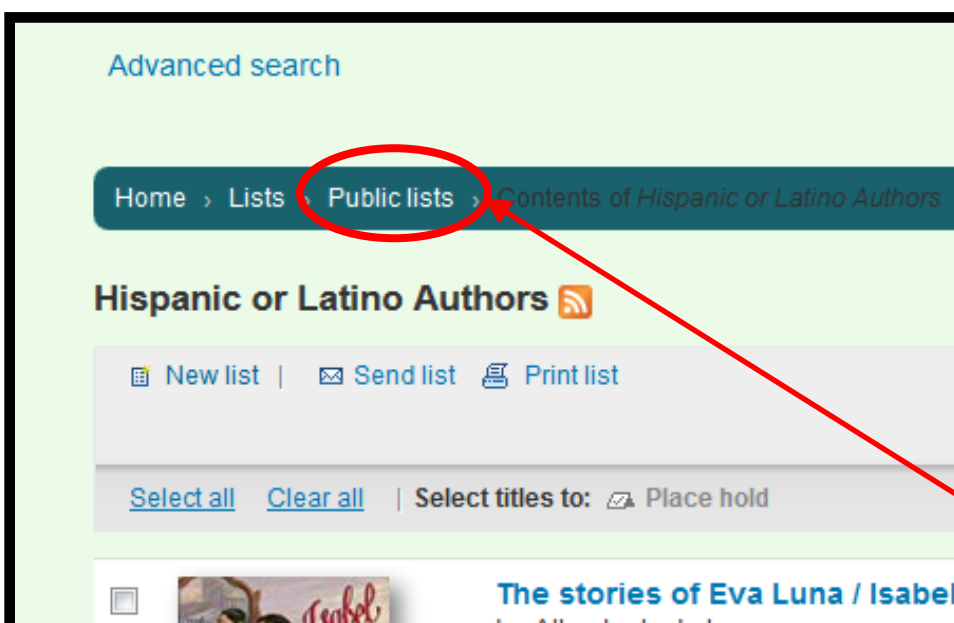 Advanced search
Home › Lists › Public lists › Contents of Hispanic or Latino Authors
Hispanic or Latino Authors
New list | Send list Print list
Select all Clear all | Select titles to: Place hold
Isabel
The stories of Eva Luna / Isabel